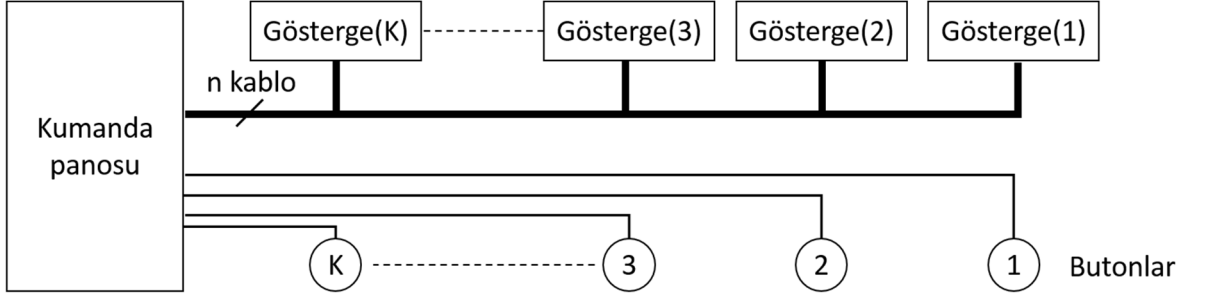 Gösterge(K)
Gösterge(3)
Gösterge(2)
Gösterge(1)
n kablo
Kumanda
panosu
K
3
2
1
Butonlar